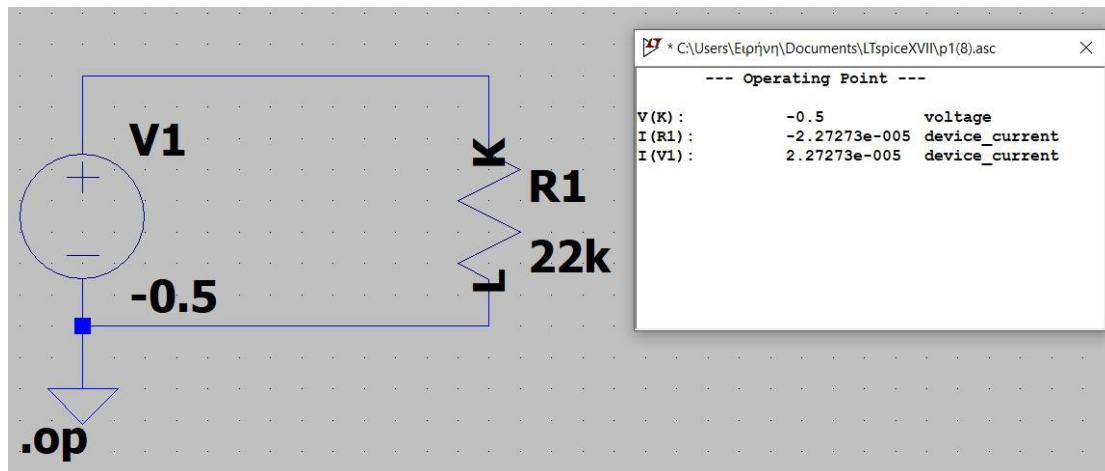 V1
+
-0.5
.op
K
R1
22k
L
* C:\Users\Ειρήνη\Documents\LTspiceXVII\p1(8).asc
--- Operating Point ---
V(K): -0.5 voltage
I(R1): -2.27273e-005 device_current
I(V1): 2.27273e-005 device_current